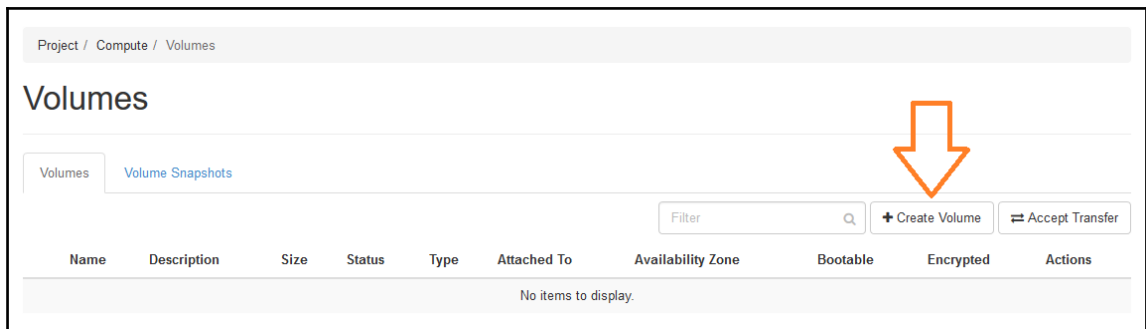 Project / Compute / Volumes
Volumes
Volumes Volume Snapshots
Filter + Create Volume ⇄ Accept Transfer
Name Description Size Status Type Attached To Availability Zone Bootable Encrypted Actions
No items to display.